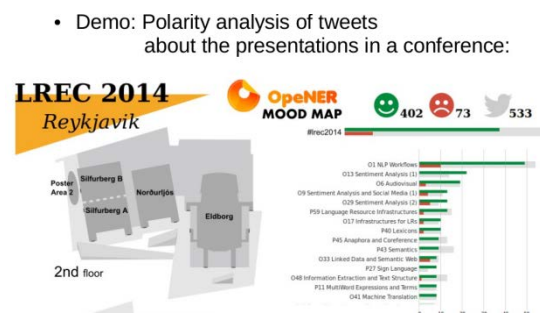 • Demo: Polarity analysis of tweets
about the presentations in a conference:
LREC 2014
Reykjavik
OpeNER
MOOD MAP
402
73
533
#lrec2014
Poster
Area 2
Silfurberg B
Silfurberg A
Norðurljós
Eldborg
2nd floor
O1 NLP Workflows
O13 Sentiment Analysis (1)
O6 Audiovisual
O9 Sentiment Analysis and Social Media (1)
O29 Sentiment Analysis (2)
P59 Language Resource Infrastructures
O17 Infrastructures for LRs
P40 Lexicons
P45 Anaphora and Coreference
P43 Semantics
O33 Linked Data and Semantic Web
P27 Sign Language
O48 Information Extraction and Text Structure
P11 MultiWord Expressions and Terms
O41 Machine Translation